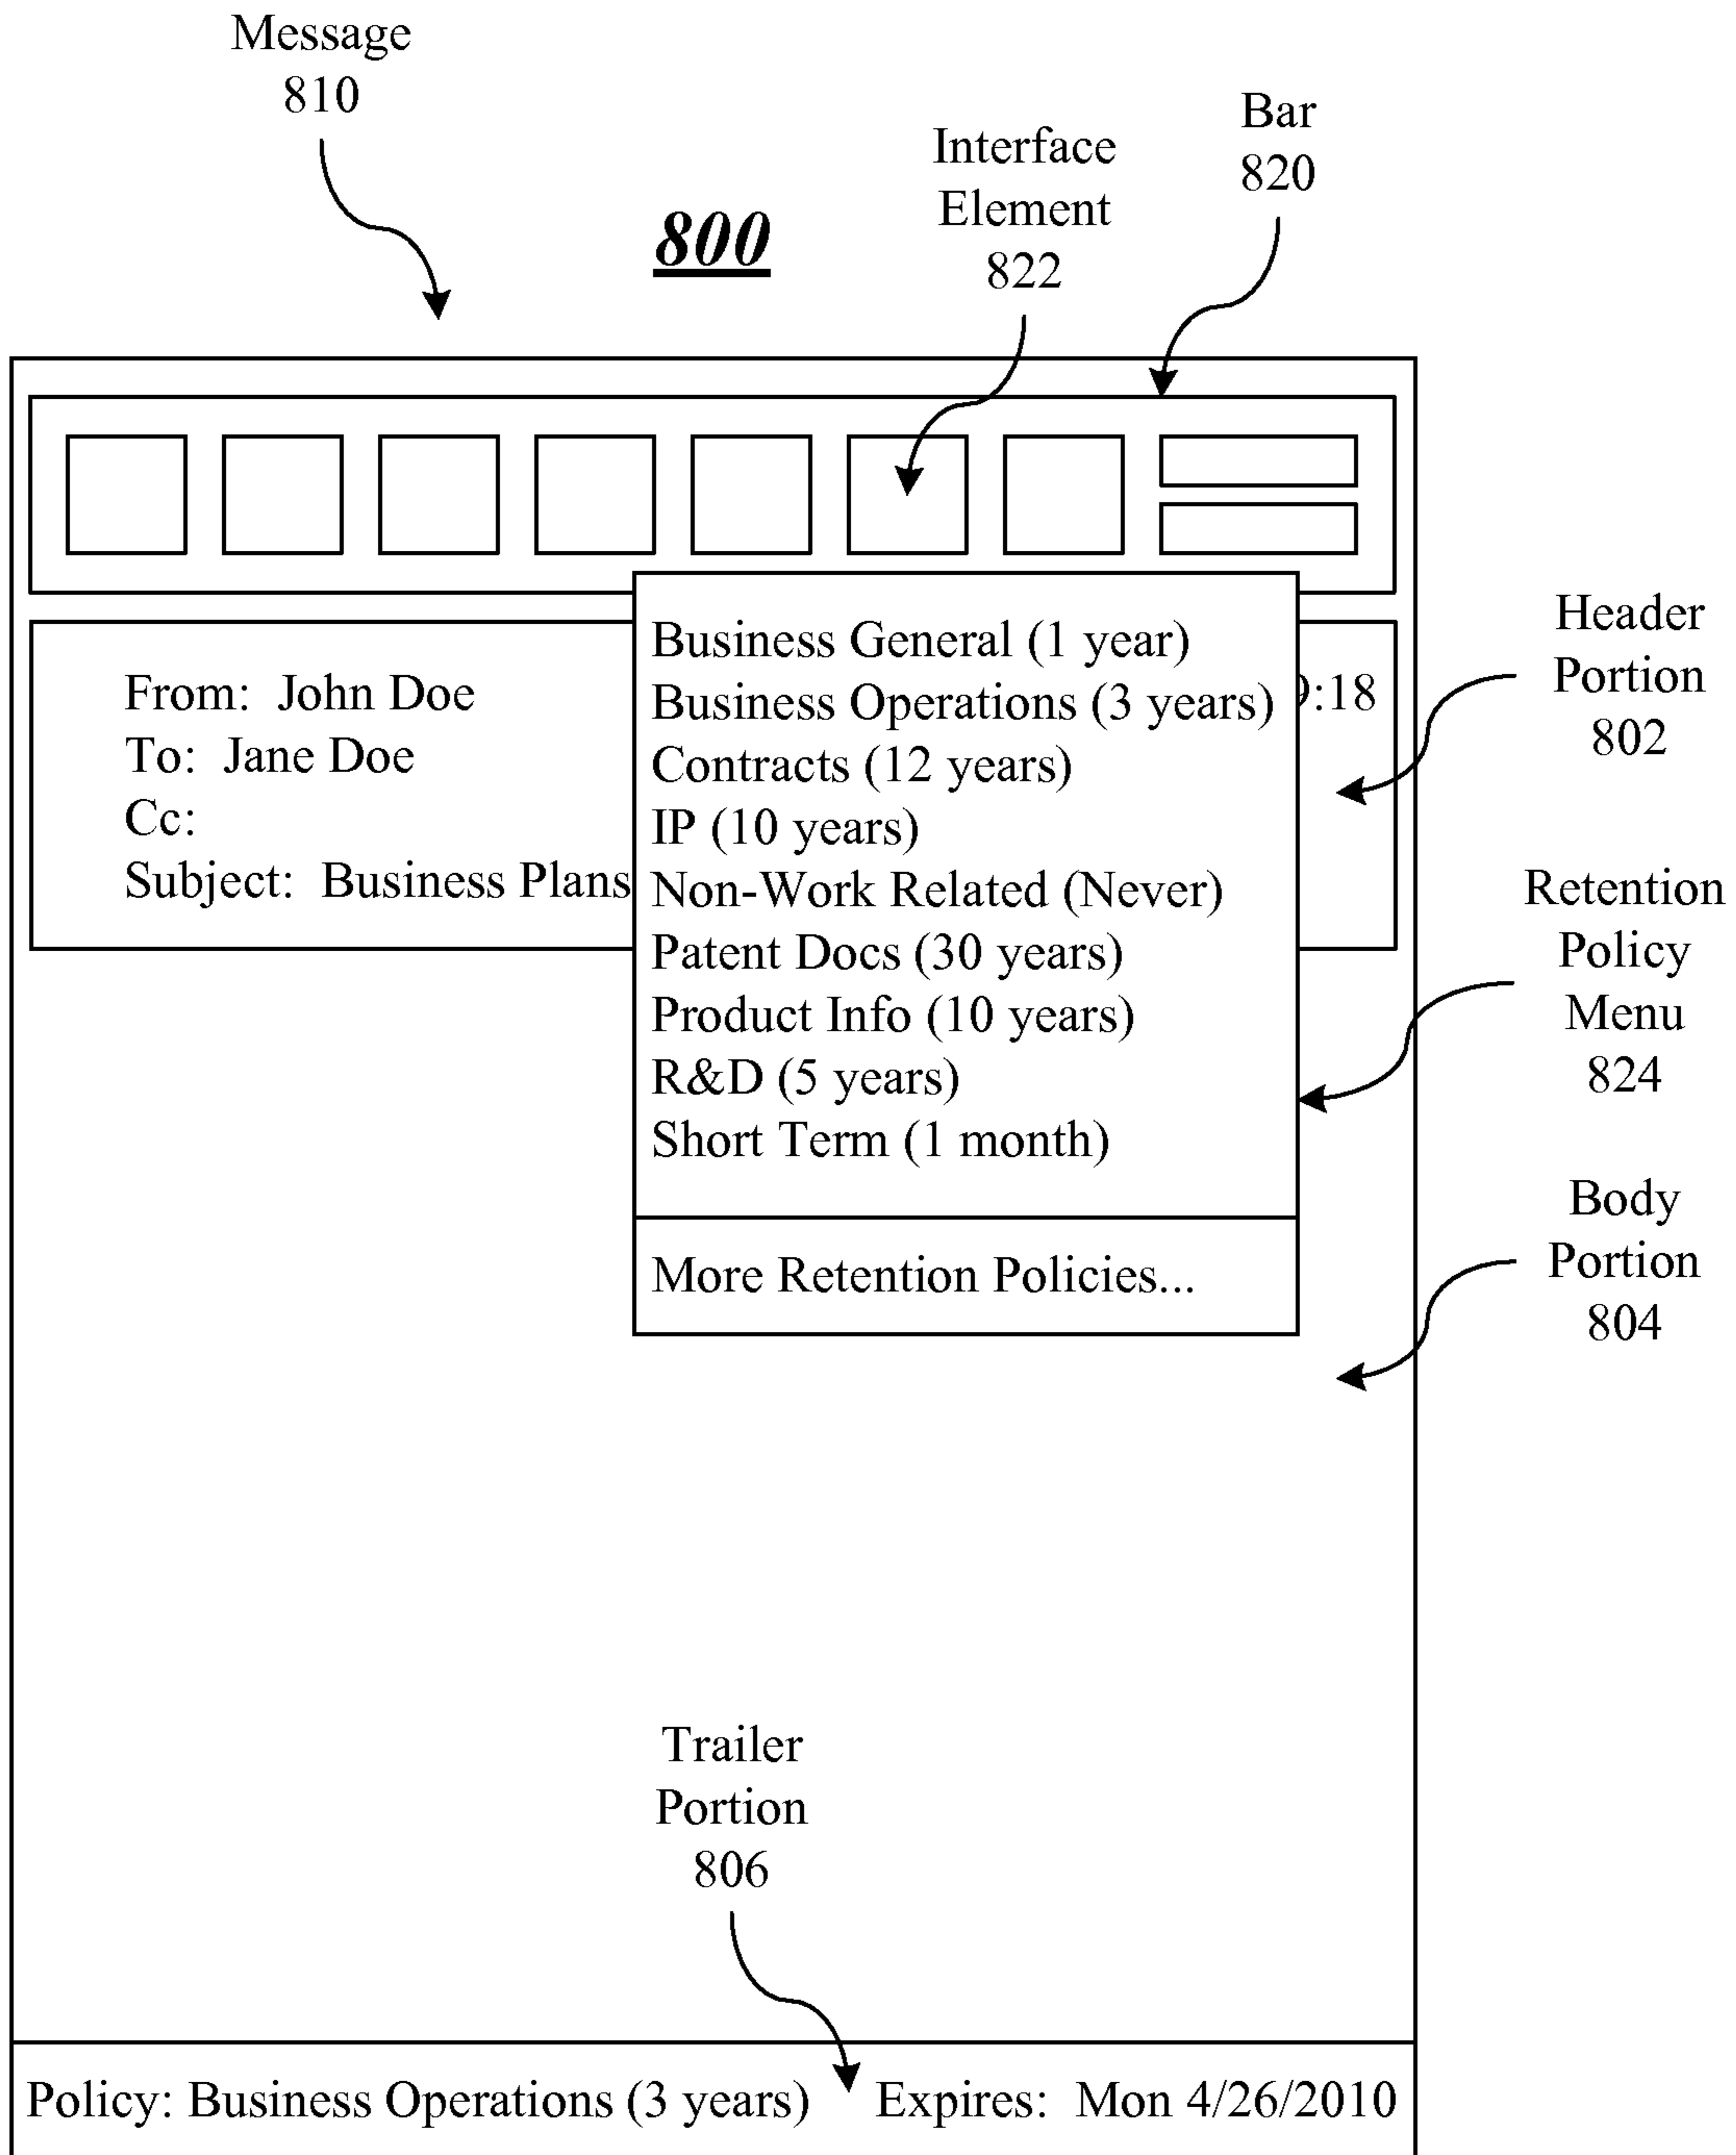 Message
810
Bar
820
Interface
Element
822
800
Business General (1 year)
Business Operations (3 years)
Contracts (12 years)
IP (10 years)
Non-Work Related (Never)
Patent Docs (30 years)
Product Info (10 years)
R&D (5 years)
Short Term (1 month)
More Retention Policies...
From: John Doe
To: Jane Doe
Cc:
Subject: Business Plans
:18
Header
Portion
802
Retention
Policy
Menu
824
Body
Portion
804
Trailer
Portion
806
Policy: Business Operations (3 years) Expires: Mon 4/26/2010